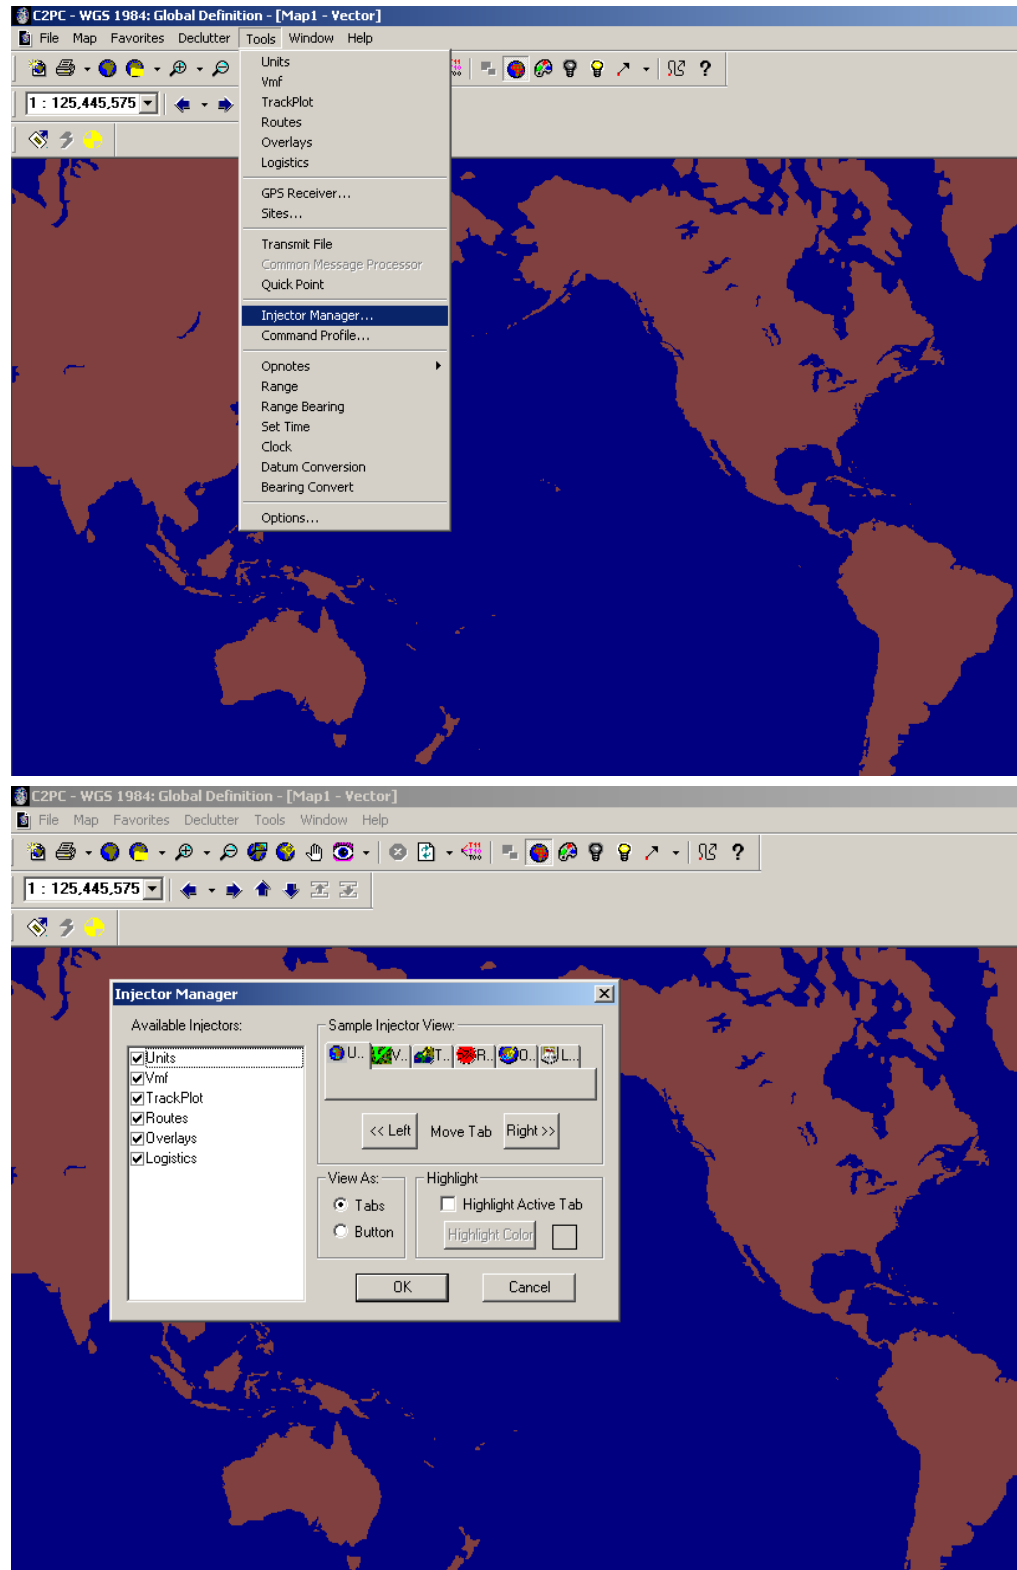 C2PC - WGS 1984: Global Definition - [Map1 - Vector]
File Map Favorites Declutter Tools Window Help
1 : 125,445,575
Units
Vmf
TrackPlot
Routes
Overlays
Logistics
GPS Receiver...
Sites...
Transmit File
Common Message Processor
Quick Point
Injector Manager...
Command Profile...
Opnotes
Range
Range Bearing
Set Time
Clock
Datum Conversion
Bearing Convert
Options...
C2PC - WGS 1984: Global Definition - [Map1 - Vector]
File Map Favorites Declutter Tools Window Help
1 : 125,445,575
Injector Manager
Available Injectors:
Units
Vmf
TrackPlot
Routes
Overlays
Logistics
Sample Injector View:
U.. V.. T.. R.. O.. L...
<< Left Move Tab Right >>
View As:
Tabs
Button
Highlight
Highlight Active Tab
Highlight Color
OK Cancel